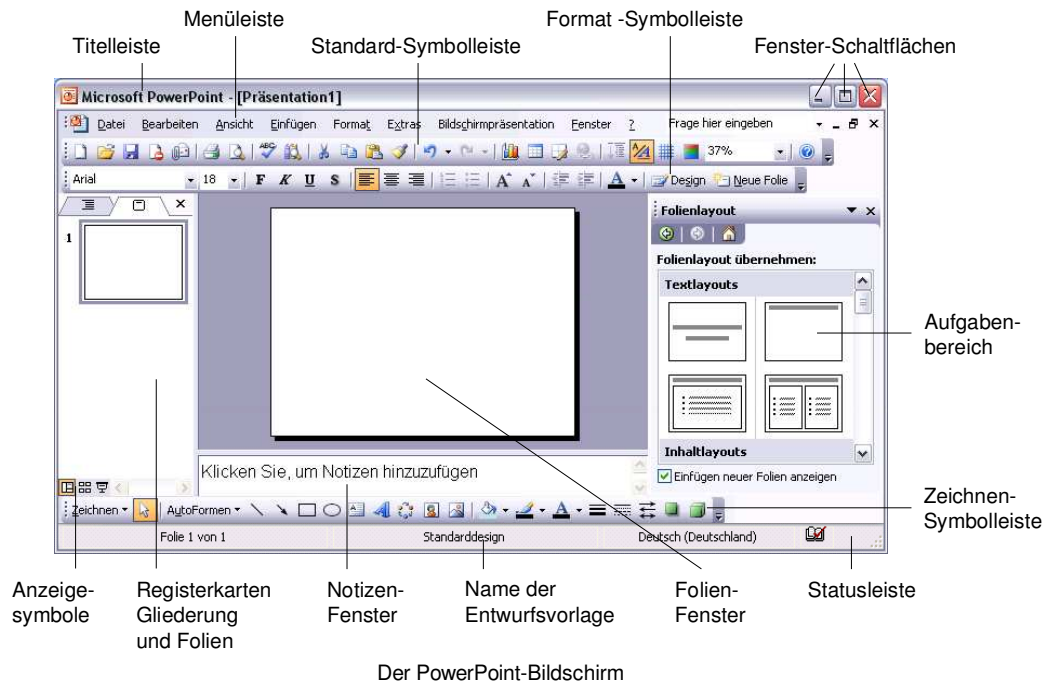 Menüleiste Format -Symbolleiste
Titelleiste Standard-Symbolleiste Fenster-Schaltflächen
Microsoft PowerPoint - [Präsentation1]
Datei Bearbeiten Ansicht Einfügen Format Extras Bildschirmpräsentation Fenster ? Frage hier eingeben
37%
Arial 18 F K U S Design Neue Folie
Folienlayout
1
Folienlayout übernehmen:
Textlayouts
Aufgaben-
bereich
Inhaltlayouts
Klicken Sie, um Notizen hinzuzufügen
Einfügen neuer Folien anzeigen
Zeichnen AutoFormen
Zeichnen-
Symbolleiste
Folie 1 von 1 Standarddesign Deutsch (Deutschland)
Anzeige-
symbole
Registerkarten
Gliederung
und Folien
Notizen-
Fenster
Name der
Entwurfsvorlage
Folien-
Fenster
Statusleiste
Der PowerPoint-Bildschirm